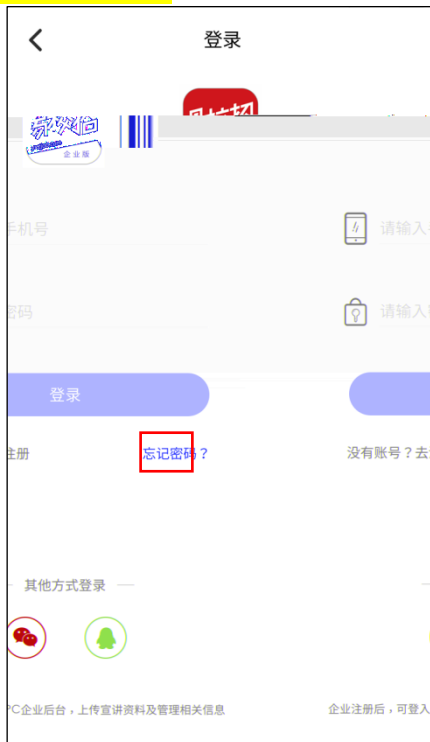 登录
企业版
手机号
请输入
密码
请输入
登录
注册
忘记密码？
没有账号？去
其他方式登录
PC企业后台，上传宣讲资料及管理相关信息
企业注册后，可登入